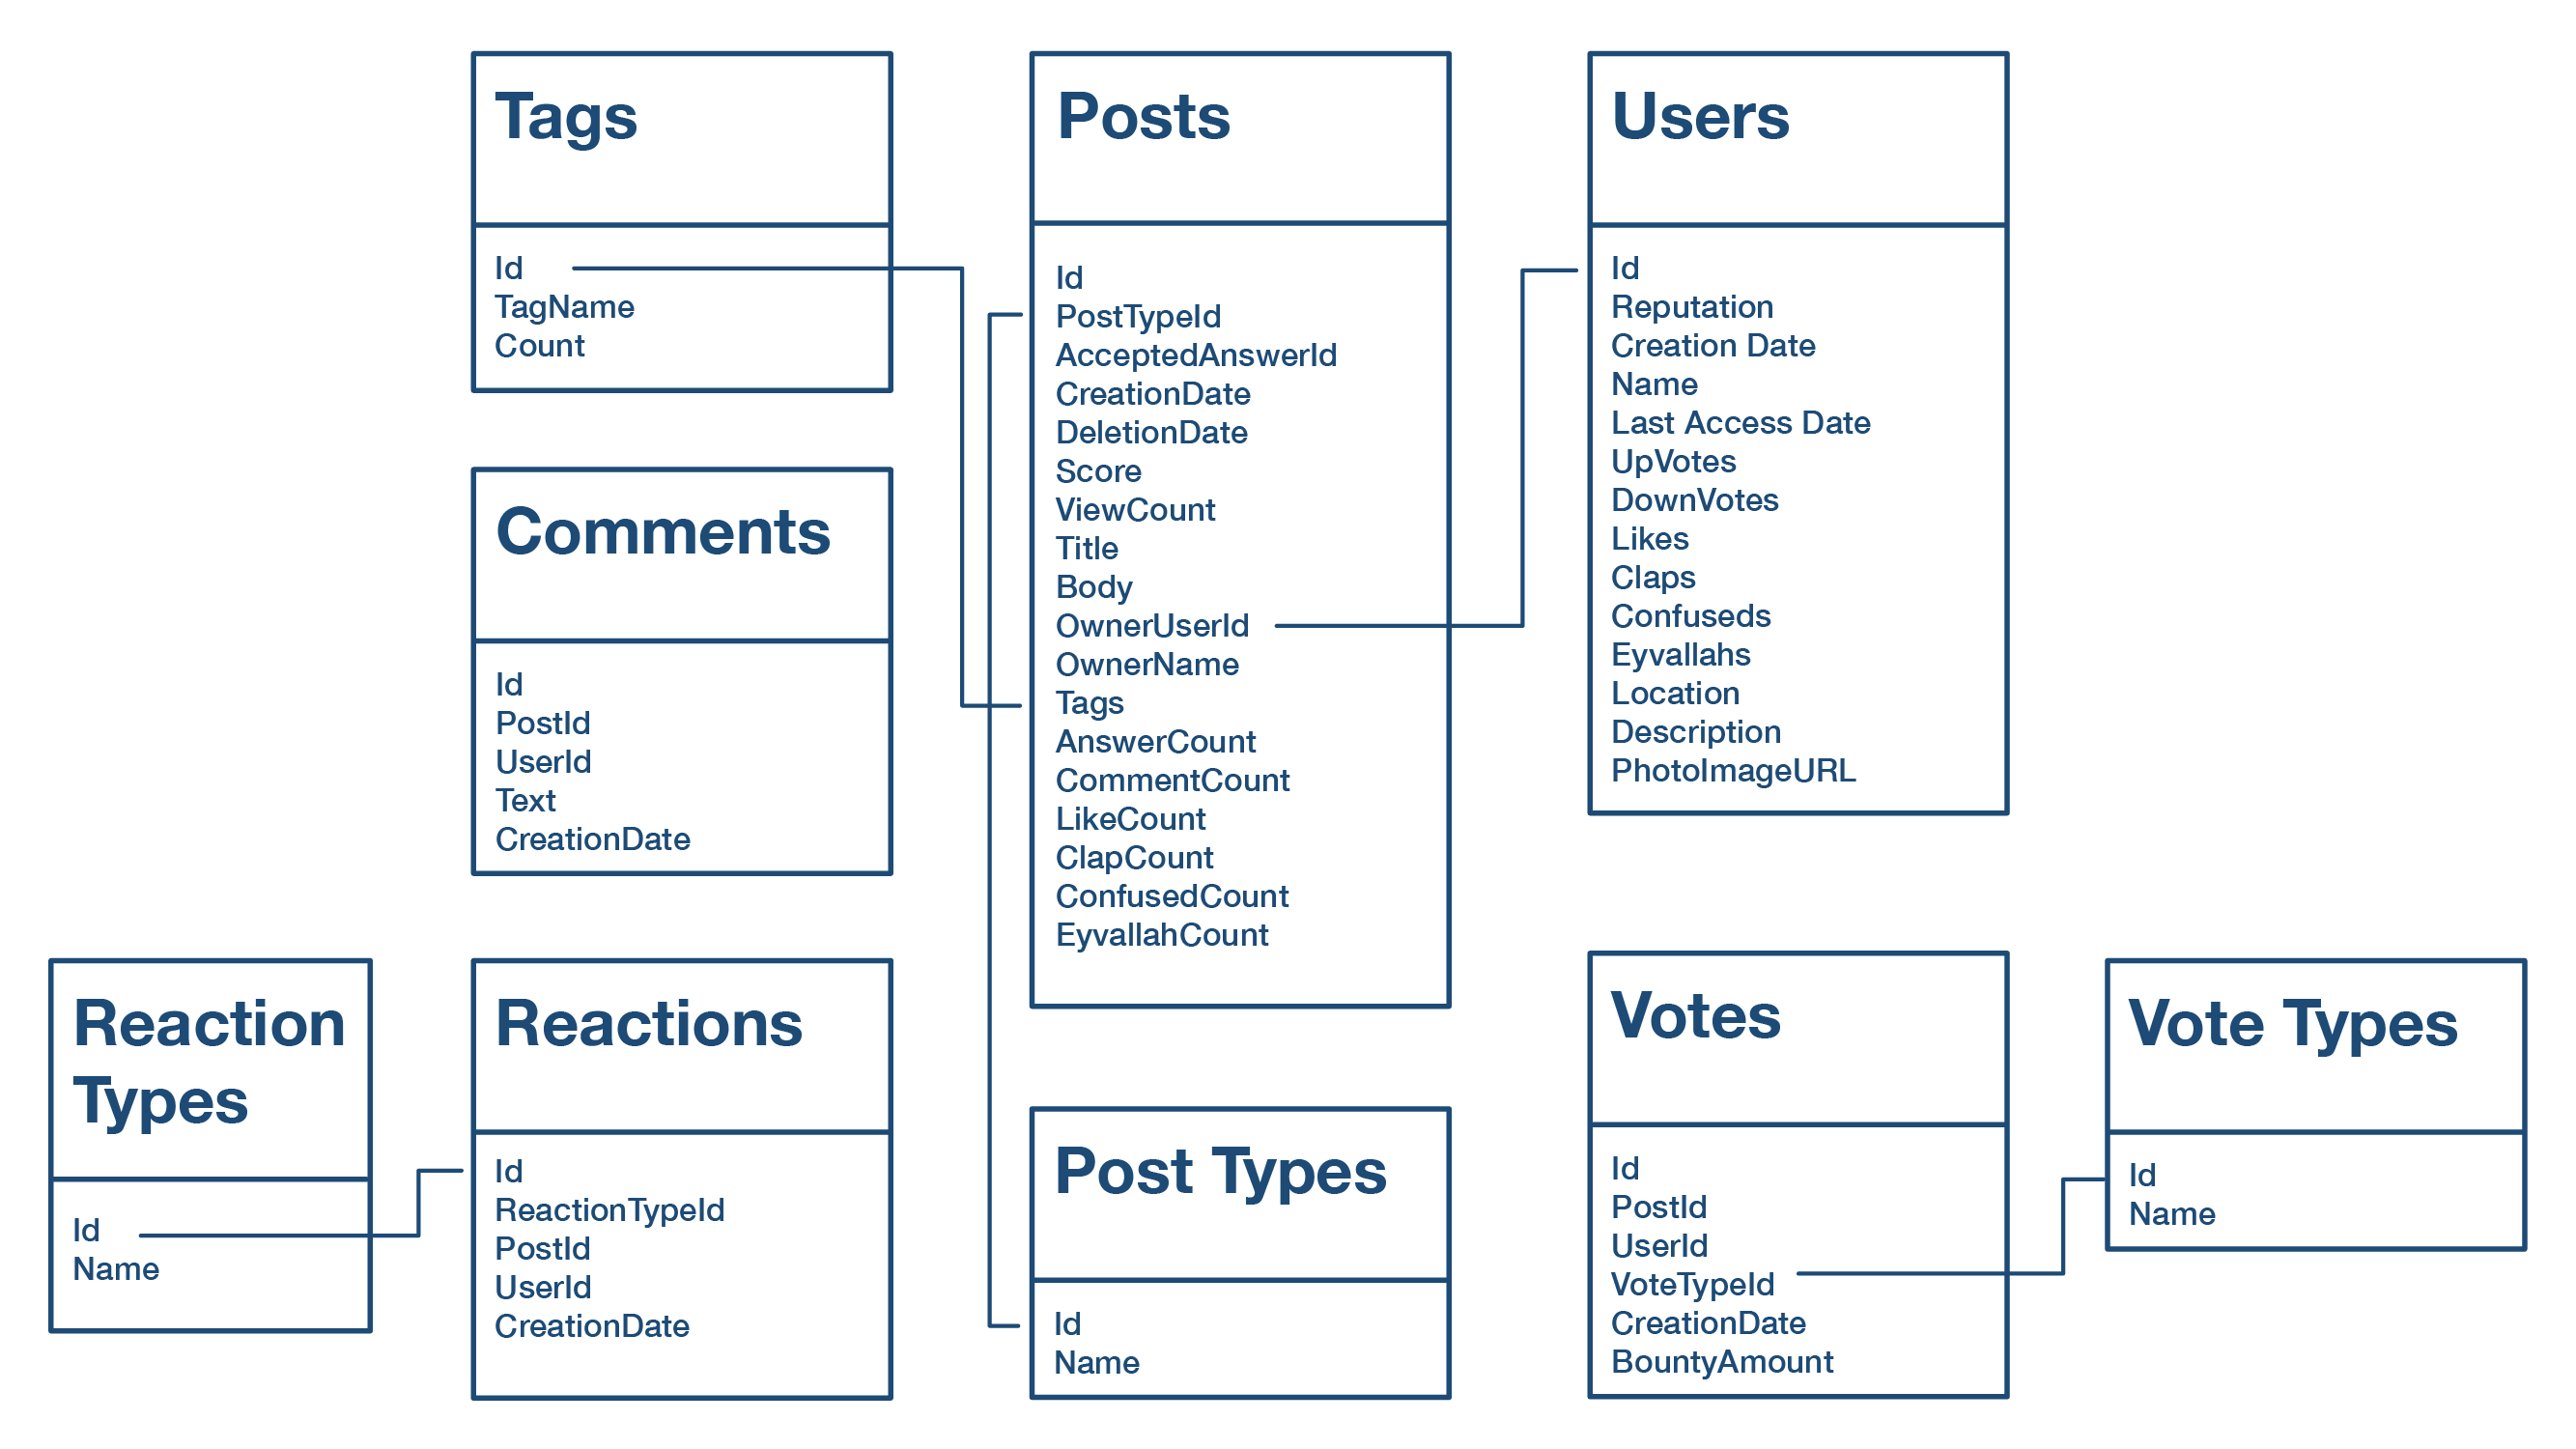 Tags
Id
TagName
Count
Comments
Id
PostId
UserId
Text
CreationDate
Reaction
Types
Id
Name
Reactions
Id
ReactionTypeId
PostId
UserId
CreationDate
Posts
Id
PostTypeId
AcceptedAnswerId
CreationDate
DeletionDate
Score
ViewCount
Title
Body
OwnerUserId
OwnerName
Tags
AnswerCount
CommentCount
LikeCount
ClapCount
ConfusedCount
EyvallahCount
Post Types
Id
Name
Users
Id
Reputation
Creation Date
Name
Last Access Date
UpVotes
DownVotes
Likes
Claps
Confuseds
Eyvallahs
Location
Description
PhotoImageURL
Votes
Id
PostId
UserId
VoteTypeId
CreationDate
BountyAmount
Vote Types
Id
Name